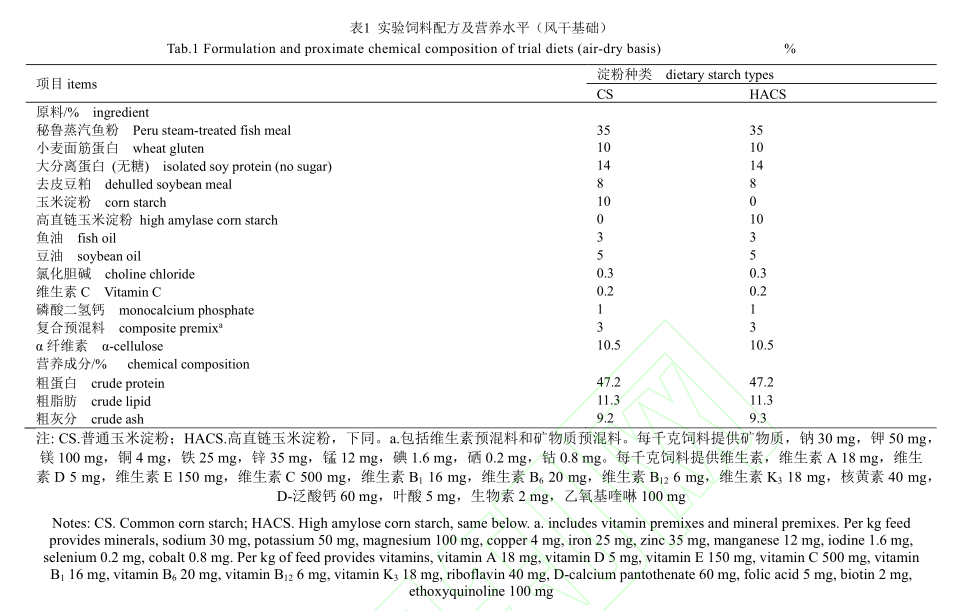 表1 实验饲料配方及营养水平（风干基础）
Tab.1 Formulation and proximate chemical composition of trial diets (air-dry basis) %
项目 items 淀粉种类 dietary starch types
CS HACS
原料/% ingredient
秘鲁蒸汽鱼粉 Peru steam-treated fish meal 35 35
小麦面筋蛋白 wheat gluten 10 10
大分离蛋白 (无糖) isolated soy protein (no sugar) 14 14
去皮豆粕 dehulled soybean meal 8 8
玉米淀粉 corn starch 10 0
高直链玉米淀粉 high amylase corn starch 0 10
鱼油 fish oil 3 3
豆油 soybean oil 5 5
氯化胆碱 choline chloride 0.3 0.3
维生素 C Vitamin C 0.2 0.2
磷酸二氢钙 monocalcium phosphate 1 1
复合预混料 composite premixᵃ 3 3
α 纤维素 α-cellulose 10.5 10.5
营养成分/% chemical composition
粗蛋白 crude protein 47.2 47.2
粗脂肪 crude lipid 11.3 11.3
粗灰分 crude ash 9.2 9.3
注: CS.普通玉米淀粉；HACS.高直链玉米淀粉，下同。a.包括维生素预混料和矿物质预混料。每千克饲料提供矿物质，钠 30 mg，钾 50 mg，
镁 100 mg，铜 4 mg，铁 25 mg，锌 35 mg，锰 12 mg，碘 1.6 mg，硒 0.2 mg，钴 0.8 mg。每千克饲料提供维生素，维生素 A 18 mg，维生
素 D 5 mg，维生素 E 150 mg，维生素 C 500 mg，维生素 B₁ 16 mg，维生素 B₆ 20 mg，维生素 B₁₂ 6 mg，维生素 K₃ 18 mg，核黄素 40 mg，
D-泛酸钙 60 mg，叶酸 5 mg，生物素 2 mg，乙氧基喹啉 100 mg
Notes: CS. Common corn starch; HACS. High amylose corn starch, same below. a. includes vitamin premixes and mineral premixes. Per kg feed
provides minerals, sodium 30 mg, potassium 50 mg, magnesium 100 mg, copper 4 mg, iron 25 mg, zinc 35 mg, manganese 12 mg, iodine 1.6 mg,
selenium 0.2 mg, cobalt 0.8 mg. Per kg of feed provides vitamins, vitamin A 18 mg, vitamin D 5 mg, vitamin E 150 mg, vitamin C 500 mg, vitamin
B₁ 16 mg, vitamin B₆ 20 mg, vitamin B₁₂ 6 mg, vitamin K₃ 18 mg, riboflavin 40 mg, D-calcium pantothenate 60 mg, folic acid 5 mg, biotin 2 mg,
ethoxyquinoline 100 mg